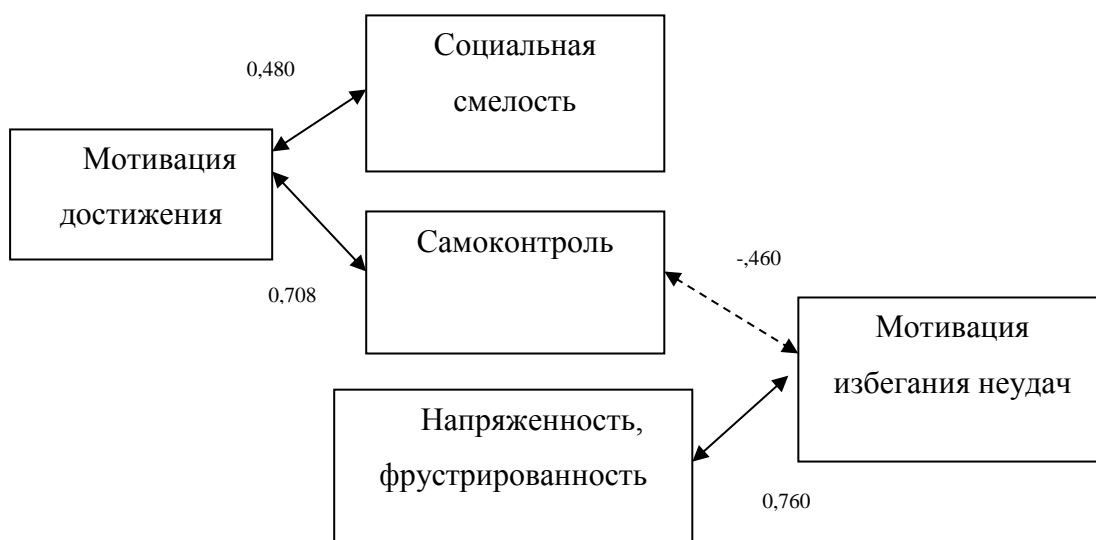 Социальная
смелость
0,480
Мотивация
достижения
Самоконтроль
0,708
-,460
Мотивация
избегания неудач
Напряженность,
фрустрированность
0,760